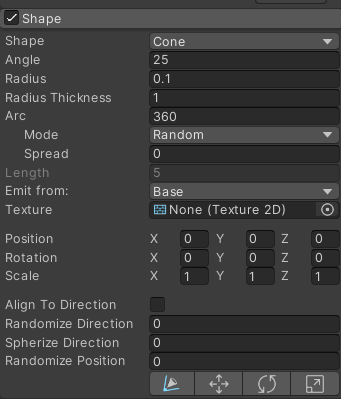 Shape
Shape Cone
Angle 25
Radius 0.1
Radius Thickness 1
Arc 360
Mode Random
Spread 0
Length 5
Emit from: Base
Texture None (Texture 2D)
Position X 0 Y 0 Z 0
Rotation X 0 Y 0 Z 0
Scale X 1 Y 1 Z 1
Align To Direction
Randomize Direction 0
Spherize Direction 0
Randomize Position 0